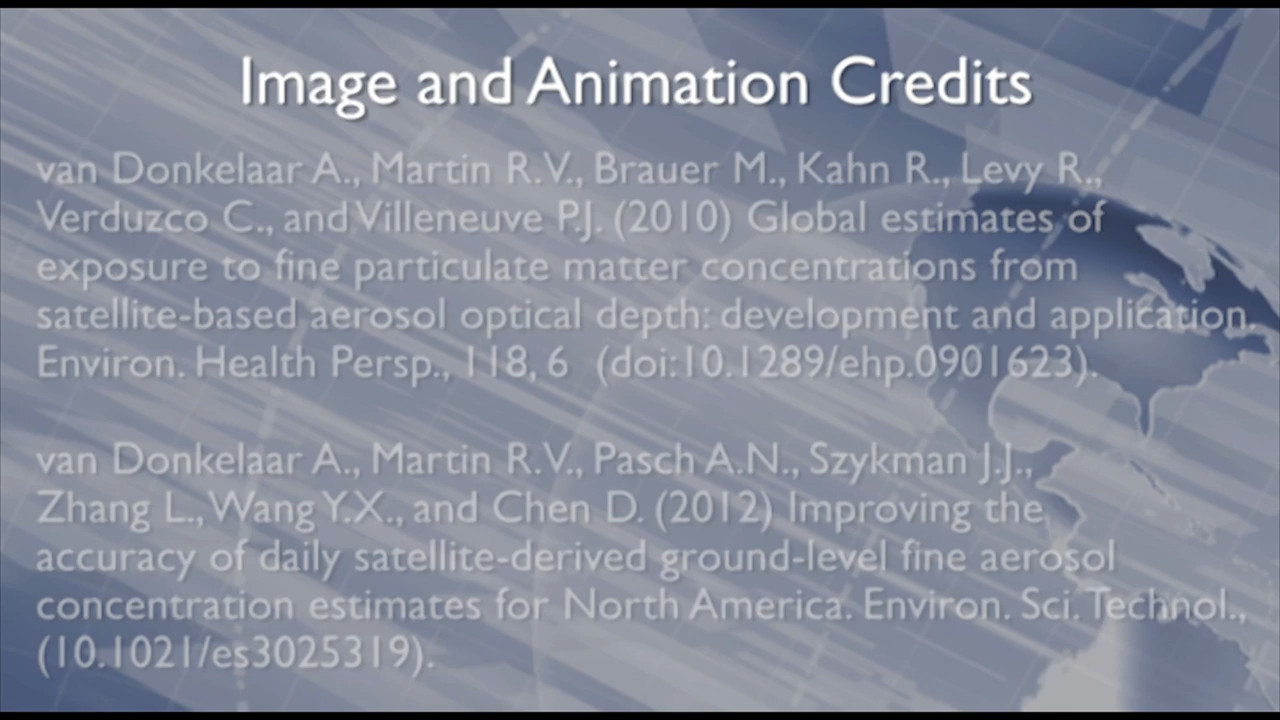 Image and Animation Credits
van Donkelaar A., Martin R.V., Brauer M., Kahn R., Levy R.,
Verduzco C., and Villeneuve P.J. (2010) Global estimates of
exposure to fine particulate matter concentrations from
satellite-based aerosol optical depth: development and application.
Environ. Health Persp., 118, 6 (doi:10.1289/ehp.0901623).
van Donkelaar A., Martin R.V., Pasch A.N., Szykman J.J.,
Zhang L., Wang Y.X., and Chen D. (2012) Improving the
accuracy of daily satellite-derived ground-level fine aerosol
concentration estimates for North America. Environ. Sci. Technol.,
(10.1021/es3025319).